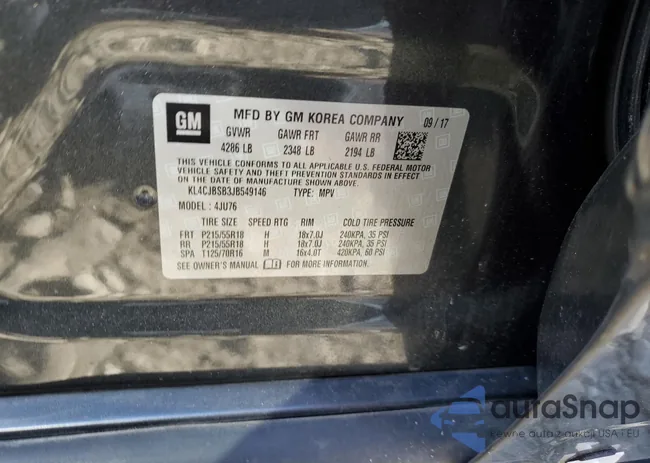 GM
MFD BY GM KOREA COMPANY 09 / 17
GVWR GAWR FRT GAWR RR
4286 LB 2348 LB 2194 LB
THIS VEHICLE CONFORMS TO ALL APPLICABLE U.S. FEDERAL MOTOR
VEHICLE SAFETY AND THEFT PREVENTION STANDARDS IN
EFFECT ON THE DATE OF MANUFACTURE SHOWN ABOVE.
KL4CJBSB3JB549146 TYPE: MPV
MODEL : 4JU76
TIRE SIZE SPEED RTG RIM COLD TIRE PRESSURE
FRT P215/55R18 H 18x7.0J 240KPA, 35 PSI
RR P215/55R18 H 18x7.0J 240KPA, 35 PSI
SPA T125/70R16 M 16x4.0T 420KPA, 60 PSI
SEE OWNER'S MANUAL FOR MORE INFORMATION.
autaSnap
USA • EU